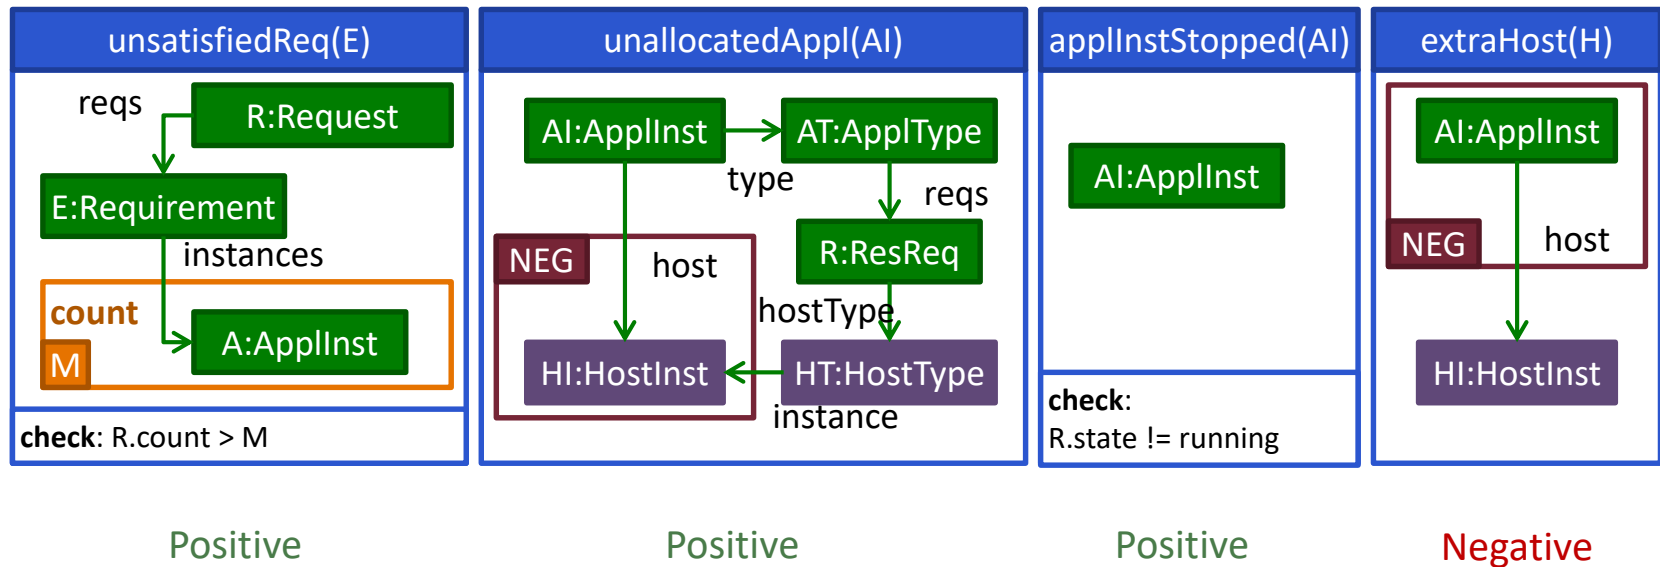 unsatisfiedReq(E)
reqs
R:Request
E:Requirement
instances
count
A:ApplInst
M
check: R.count > M
Positive
unallocatedAppl(AI)
AI:ApplInst
AT:ApplType
type
reqs
NEG
host
R:ResReq
hostType
HI:HostInst
HT:HostType
instance
Positive
applInstStopped(AI)
AI:ApplInst
check:
R.state != running
Positive
extraHost(H)
AI:ApplInst
NEG
host
HI:HostInst
Negative